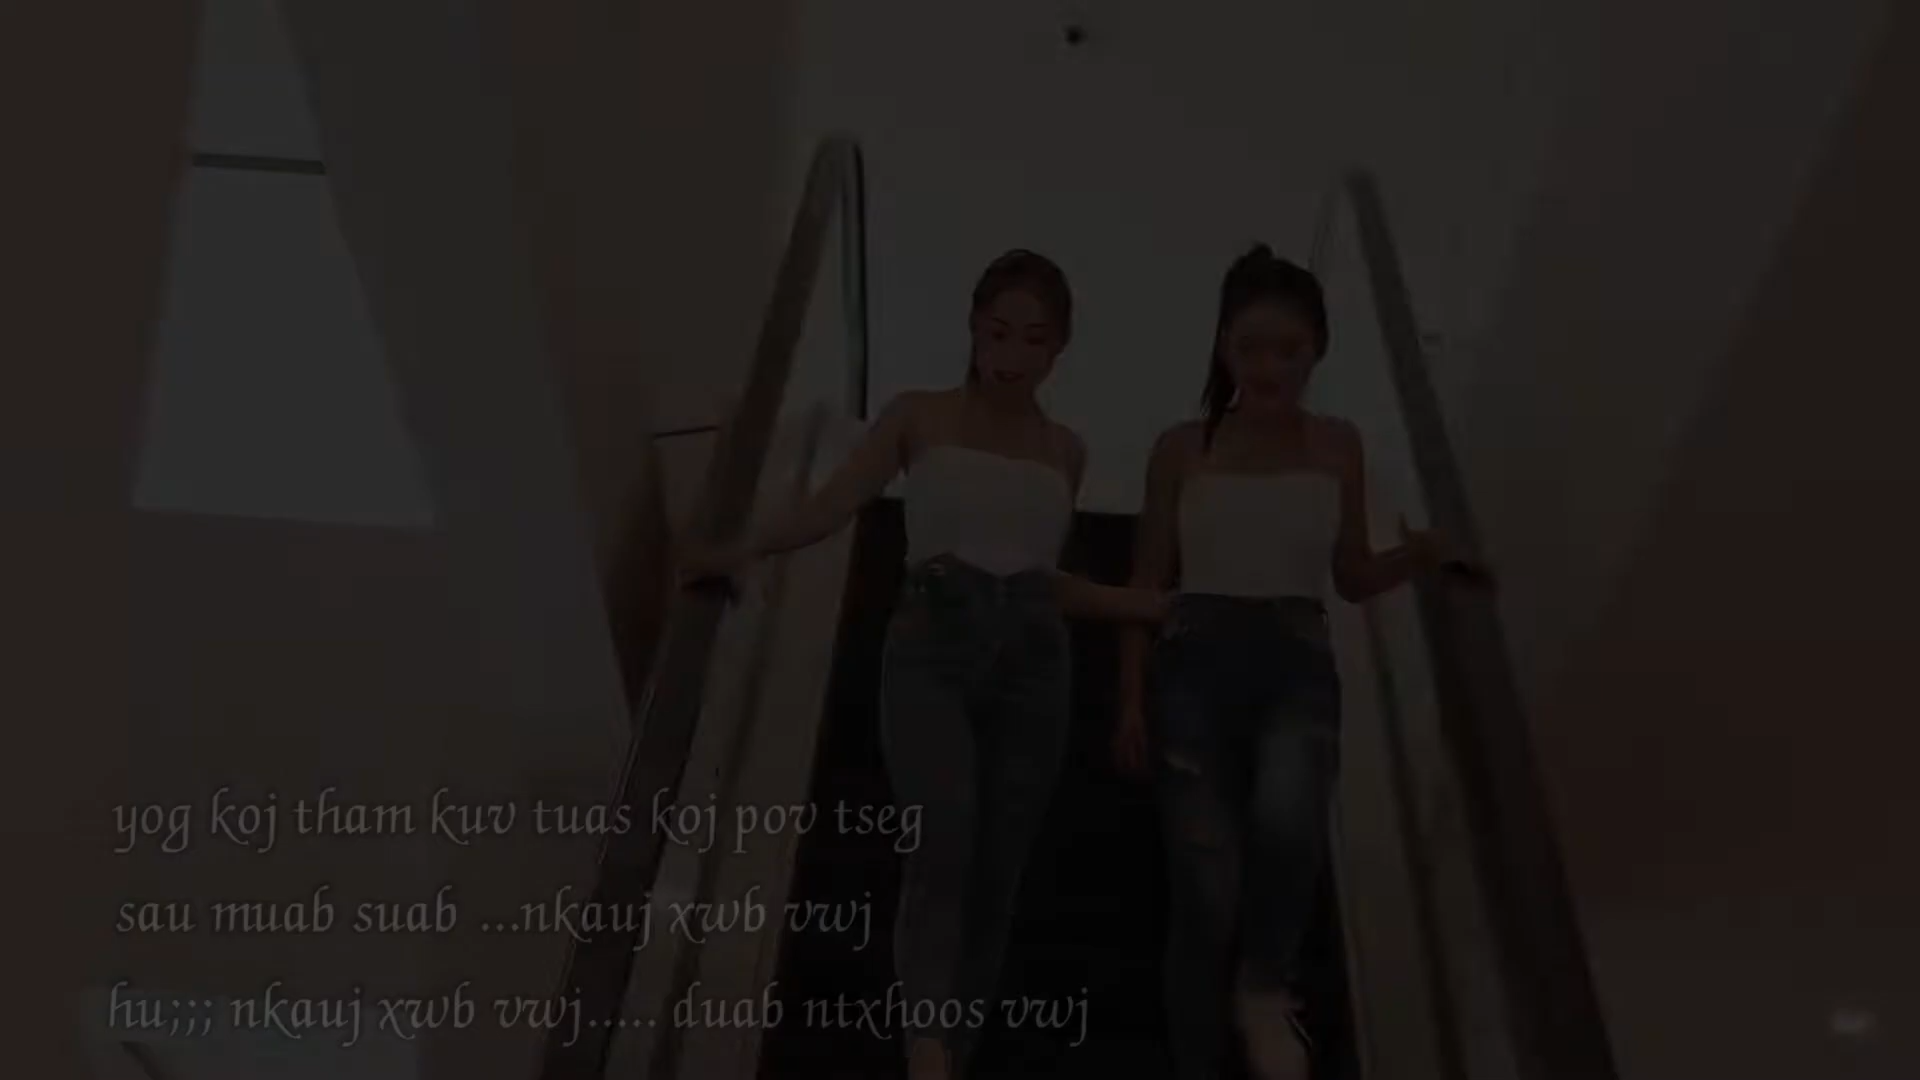 yog koj tham kuv tuas koj pov tseg
sau muab suab ...nkauj xwb vwj
hu;;; nkauj xwb vwj..... duab ntxhoos vwj